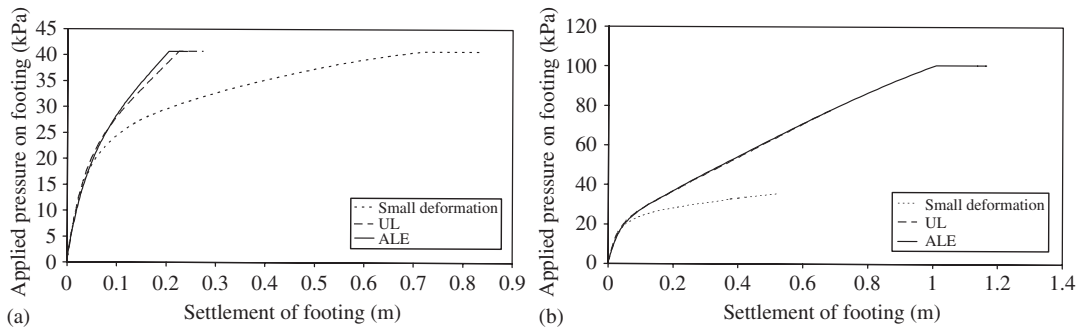 Applied pressure on footing (kPa)
45
40
35
30
25
20
15
10
5
0
Small deformation
UL
ALE
0 0.1 0.2 0.3 0.4 0.5 0.6 0.7 0.8 0.9
(a) Settlement of footing (m)
Applied pressure on footing (kPa)
120
100
80
60
40
20
0
Small deformation
UL
ALE
0 0.2 0.4 0.6 0.8 1 1.2 1.4
(b) Settlement of footing (m)